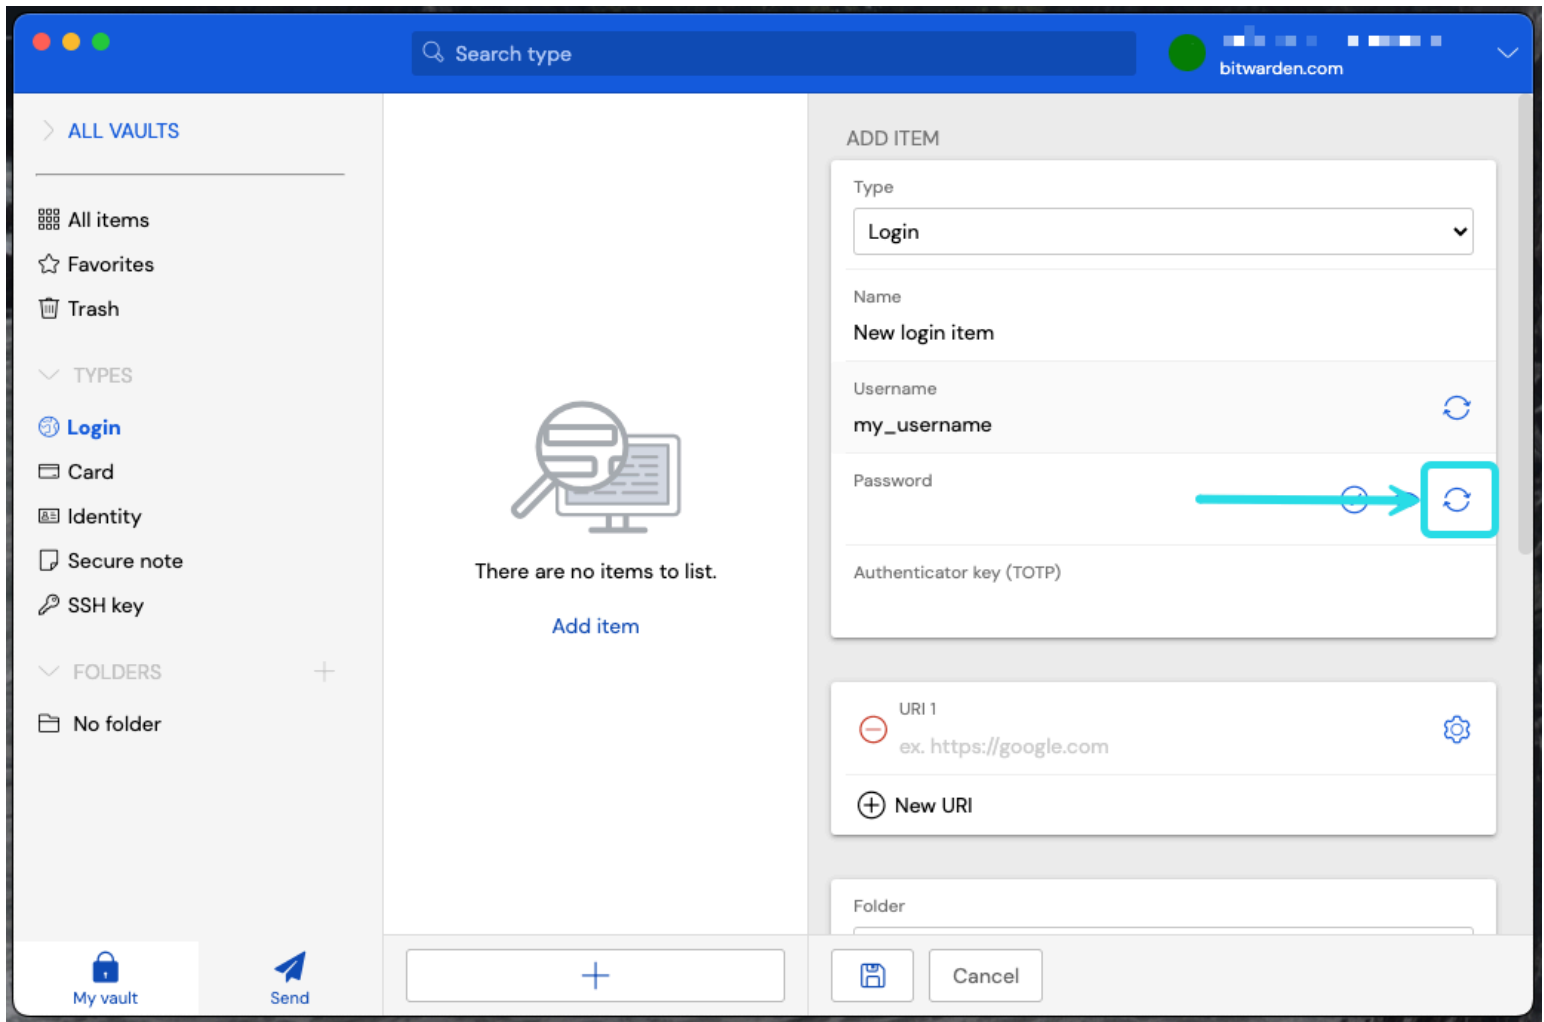 Search type
bitwarden.com
ALL VAULTS
All items
Favorites
Trash
TYPES
Login
Card
Identity
Secure note
SSH key
FOLDERS
No folder
My vault
Send
There are no items to list.
Add item
ADD ITEM
Type
Login
Name
New login item
Username
my_username
Password
Authenticator key (TOTP)
URI 1
ex. https://google.com
New URI
Folder
Cancel